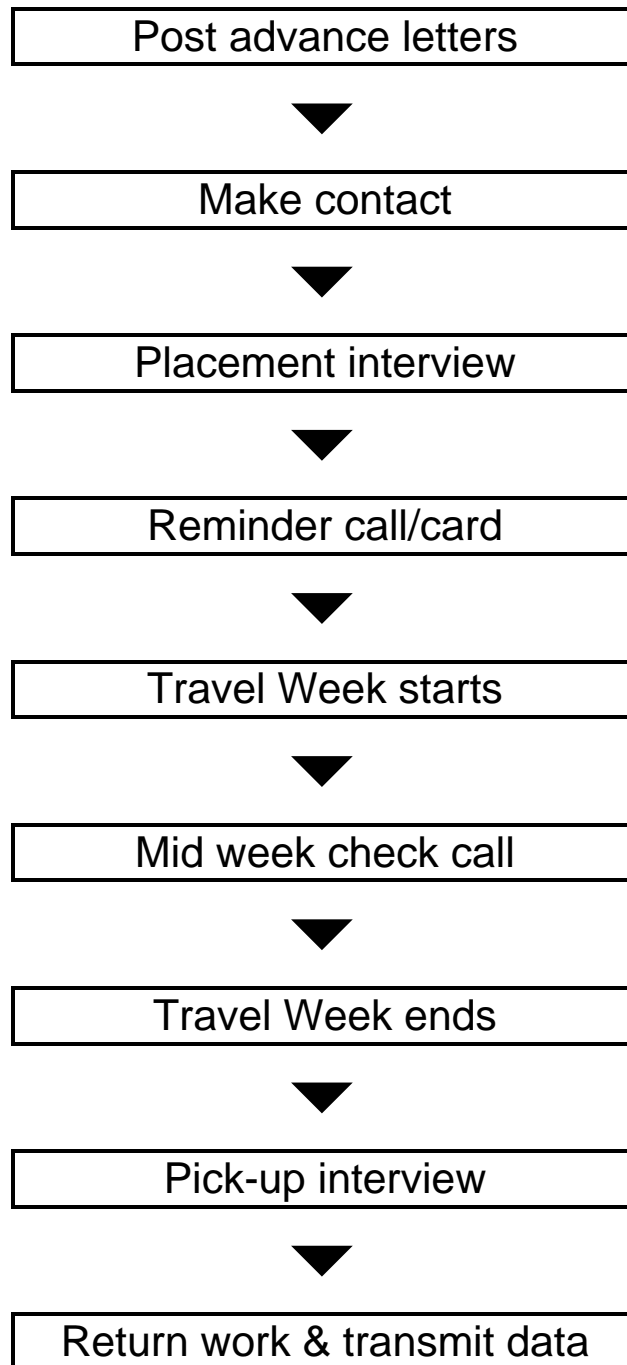 Post advance letters
Make contact
Placement interview
Reminder call/card
Travel Week starts
Mid week check call
Travel Week ends
Pick-up interview
Return work & transmit data